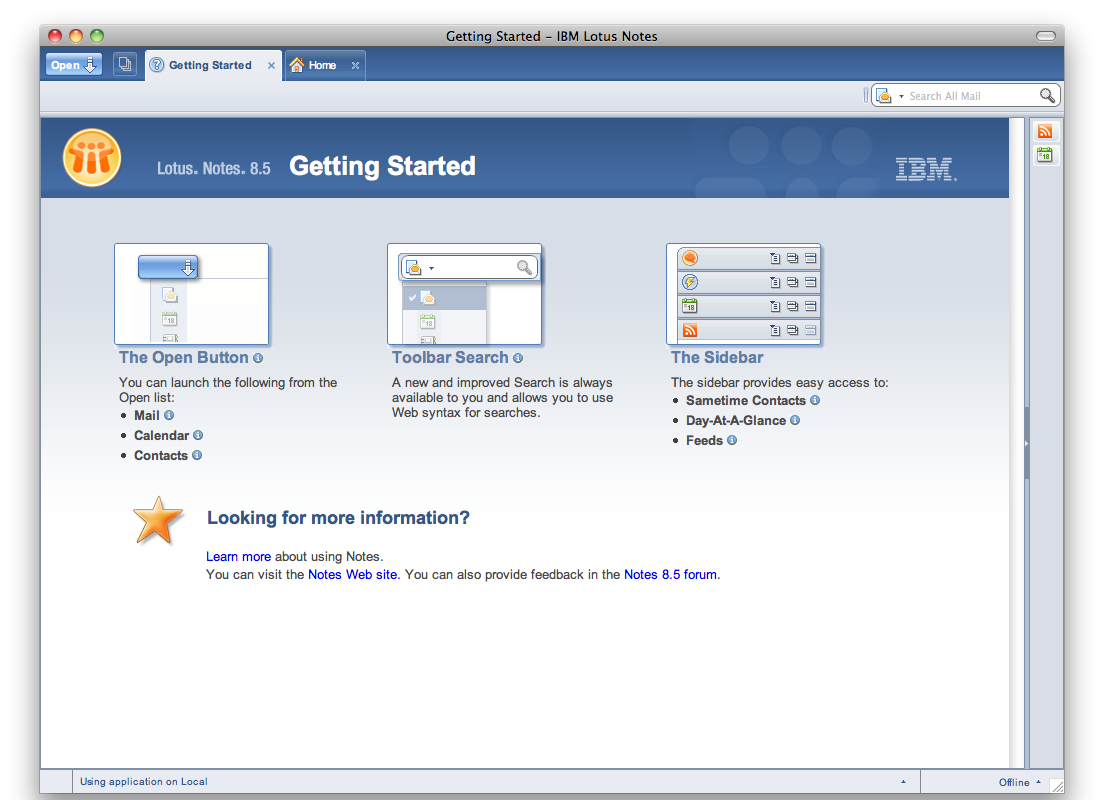 Getting Started – IBM Lotus Notes
Open
Getting Started
Home
Search All Mail
Lotus. Notes. 8.5 Getting Started
IBM.
18
18
18
18
The Open Button
You can launch the following from the
Open list:
• Mail
• Calendar
• Contacts
Toolbar Search
A new and improved Search is always
available to you and allows you to use
Web syntax for searches.
The Sidebar
The sidebar provides easy access to:
• Sametime Contacts
• Day-At-A-Glance
• Feeds
Looking for more information?
Learn more about using Notes.
You can visit the Notes Web site. You can also provide feedback in the Notes 8.5 forum.
Using application on Local
Offline